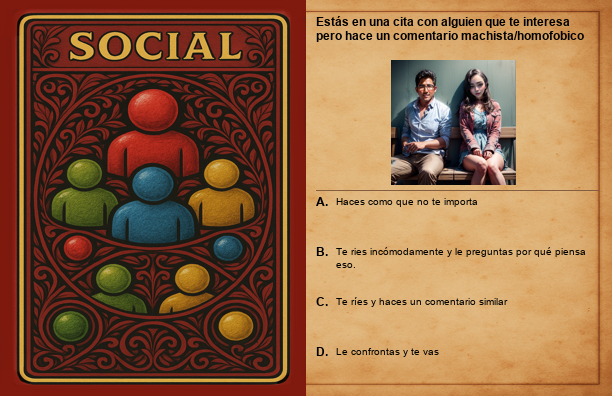 SOCIAL
Estás en una cita con alguien que te interesa
pero hace un comentario machista/homofobico
A. Haces como que no te importa
B. Te ries incómodamente y le preguntas por qué piensa
eso.
C. Te ríes y haces un comentario similar
D. Le confrontas y te vas